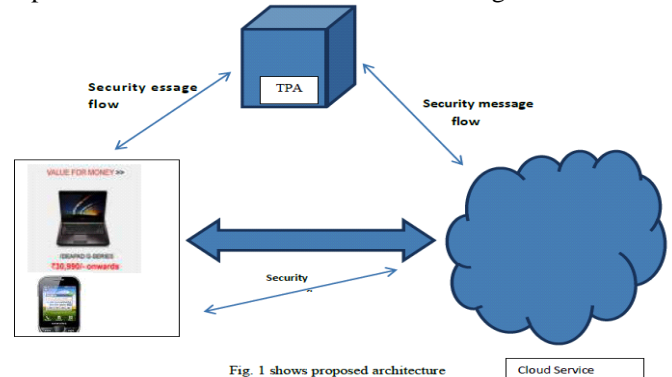 Security essage
flow
TPA
Security message
flow
VALUE FOR MONEY >>
IDEAPAD G-SERIES
₹30,990/- onwards
Security
Fig. 1 shows proposed architecture
Cloud Service